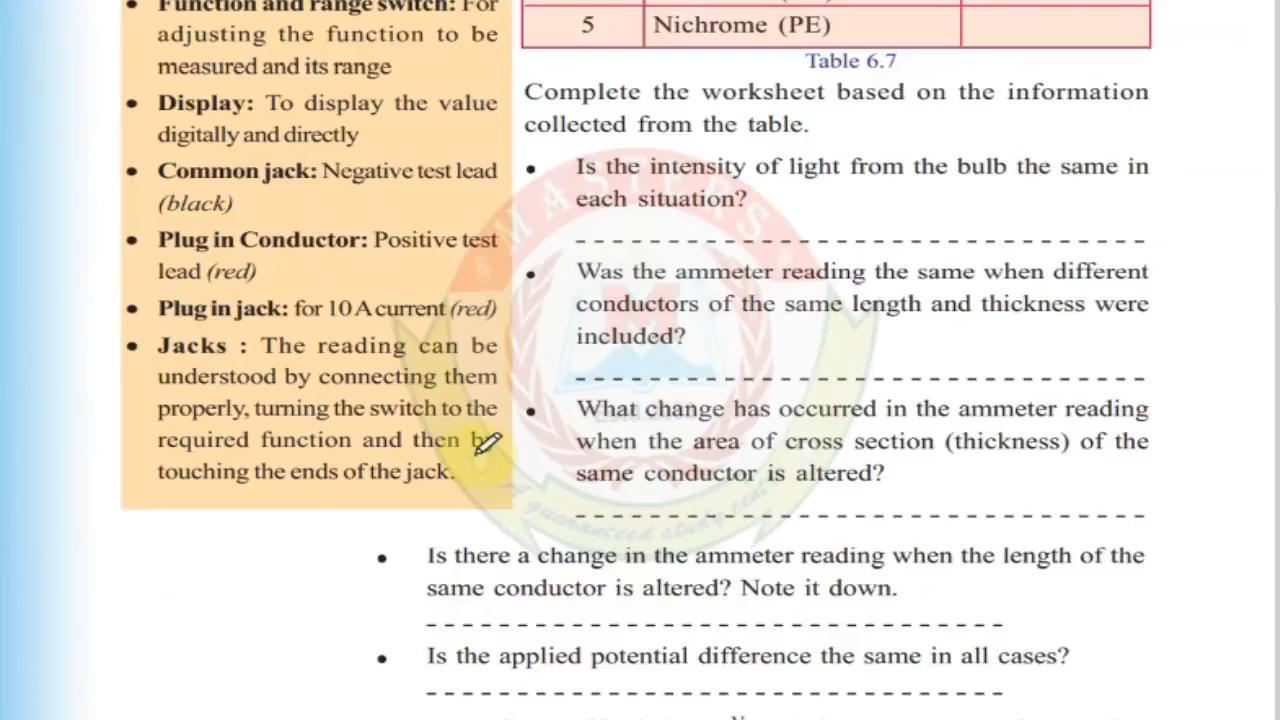 Function and range switch: For
adjusting the function to be
measured and its range
• Display: To display the value
digitally and directly
• Common jack: Negative test lead
(black)
• Plug in Conductor: Positive test
lead (red)
• Plug in jack: for 10 A current (red)
• Jacks : The reading can be
understood by connecting them
properly, turning the switch to the
required function and then
touching the ends of the jack.
5 Nichrome (PE)
Table 6.7
Complete the worksheet based on the information
collected from the table.
• Is the intensity of light from the bulb the same in
each situation?
• Was the ammeter reading the same when different
conductors of the same length and thickness were
included?
• What change has occurred in the ammeter reading
when the area of cross section (thickness) of the
same conductor is altered?
• Is there a change in the ammeter reading when the length of the
same conductor is altered? Note it down.
• Is the applied potential difference the same in all cases?
MASTERS
A guaranteed study